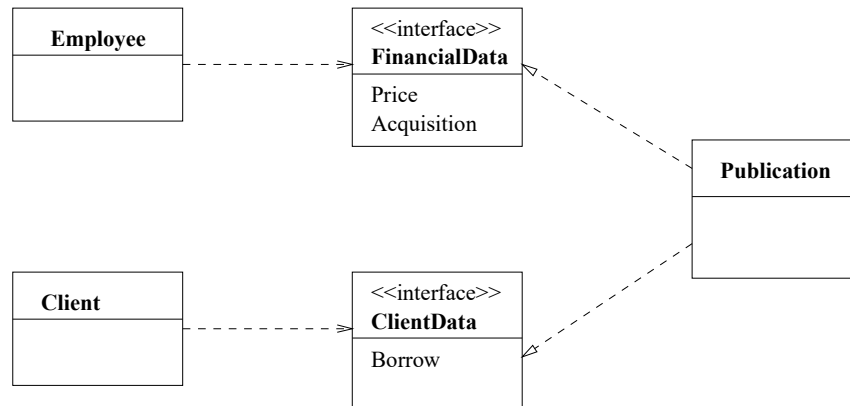 Employee
<<interface>>
FinancialData
Price
Acquisition
Publication
Client
<<interface>>
ClientData
Borrow